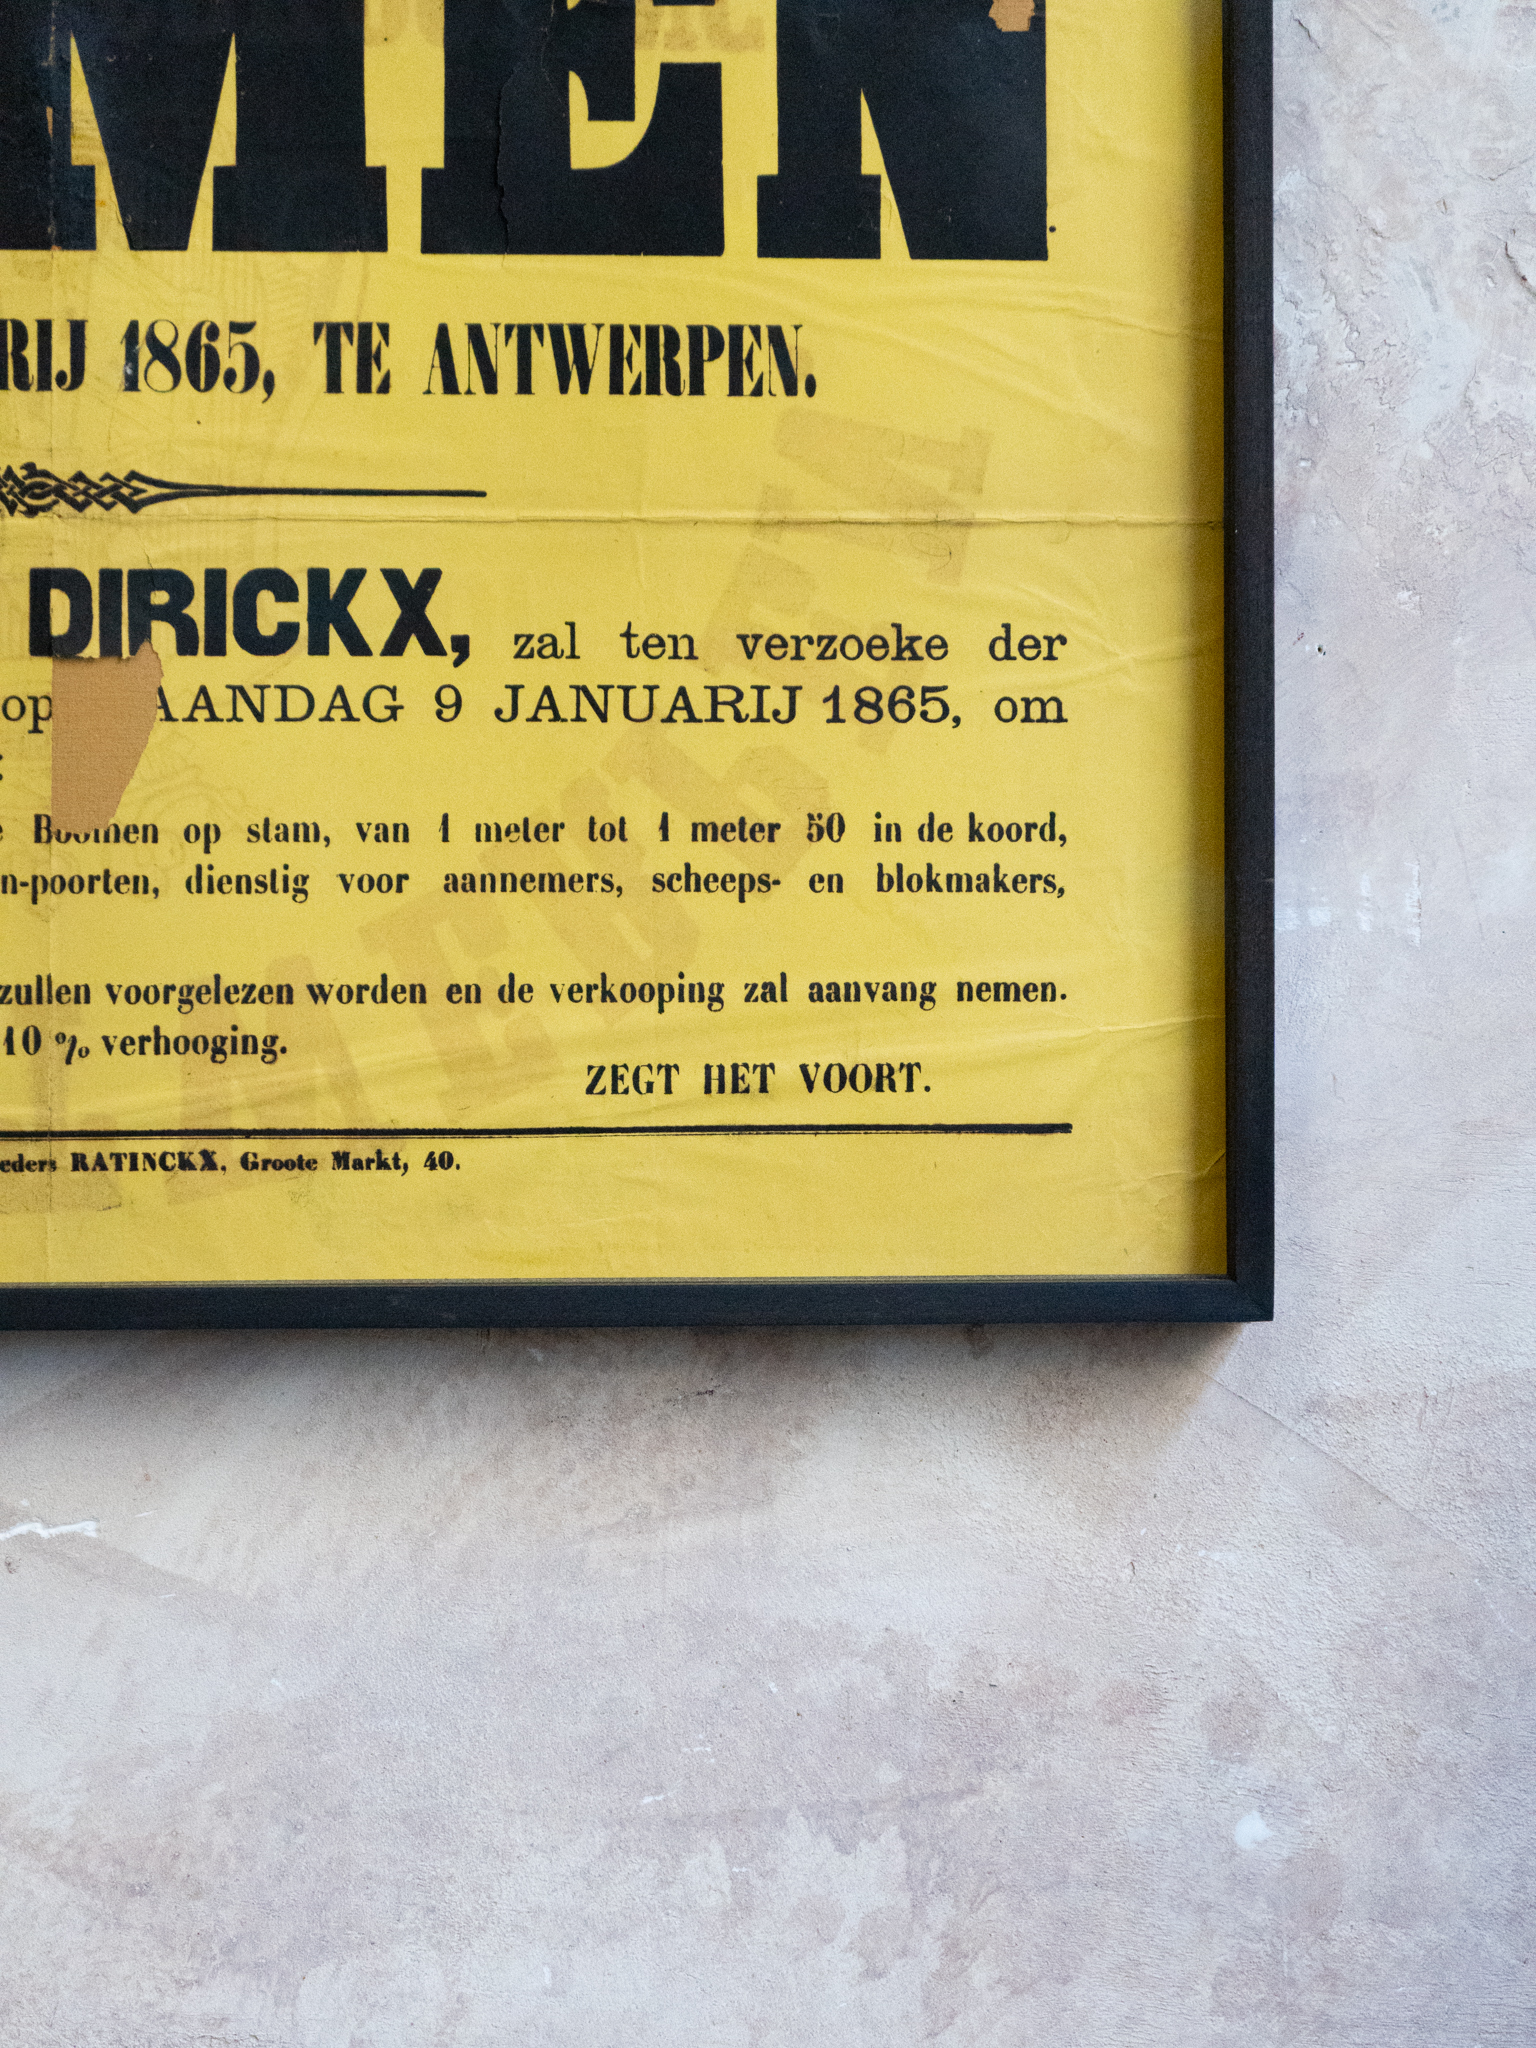 MEN
RIJ 1865, TE ANTWERPEN.
DIRICKX, zal ten verzoeke der
op AANDAG 9 JANUARIJ 1865, om
:
e Boomen op stam, van 1 meter tot 1 meter 50 in de koord,
n-poorten, dienstig voor aannemers, scheeps- en blokmakers,
zullen voorgelezen worden en de verkooping zal aanvang nemen.
10 % verhooging.
ZEGT HET VOORT.
eders RATINCKX, Groote Markt, 40.